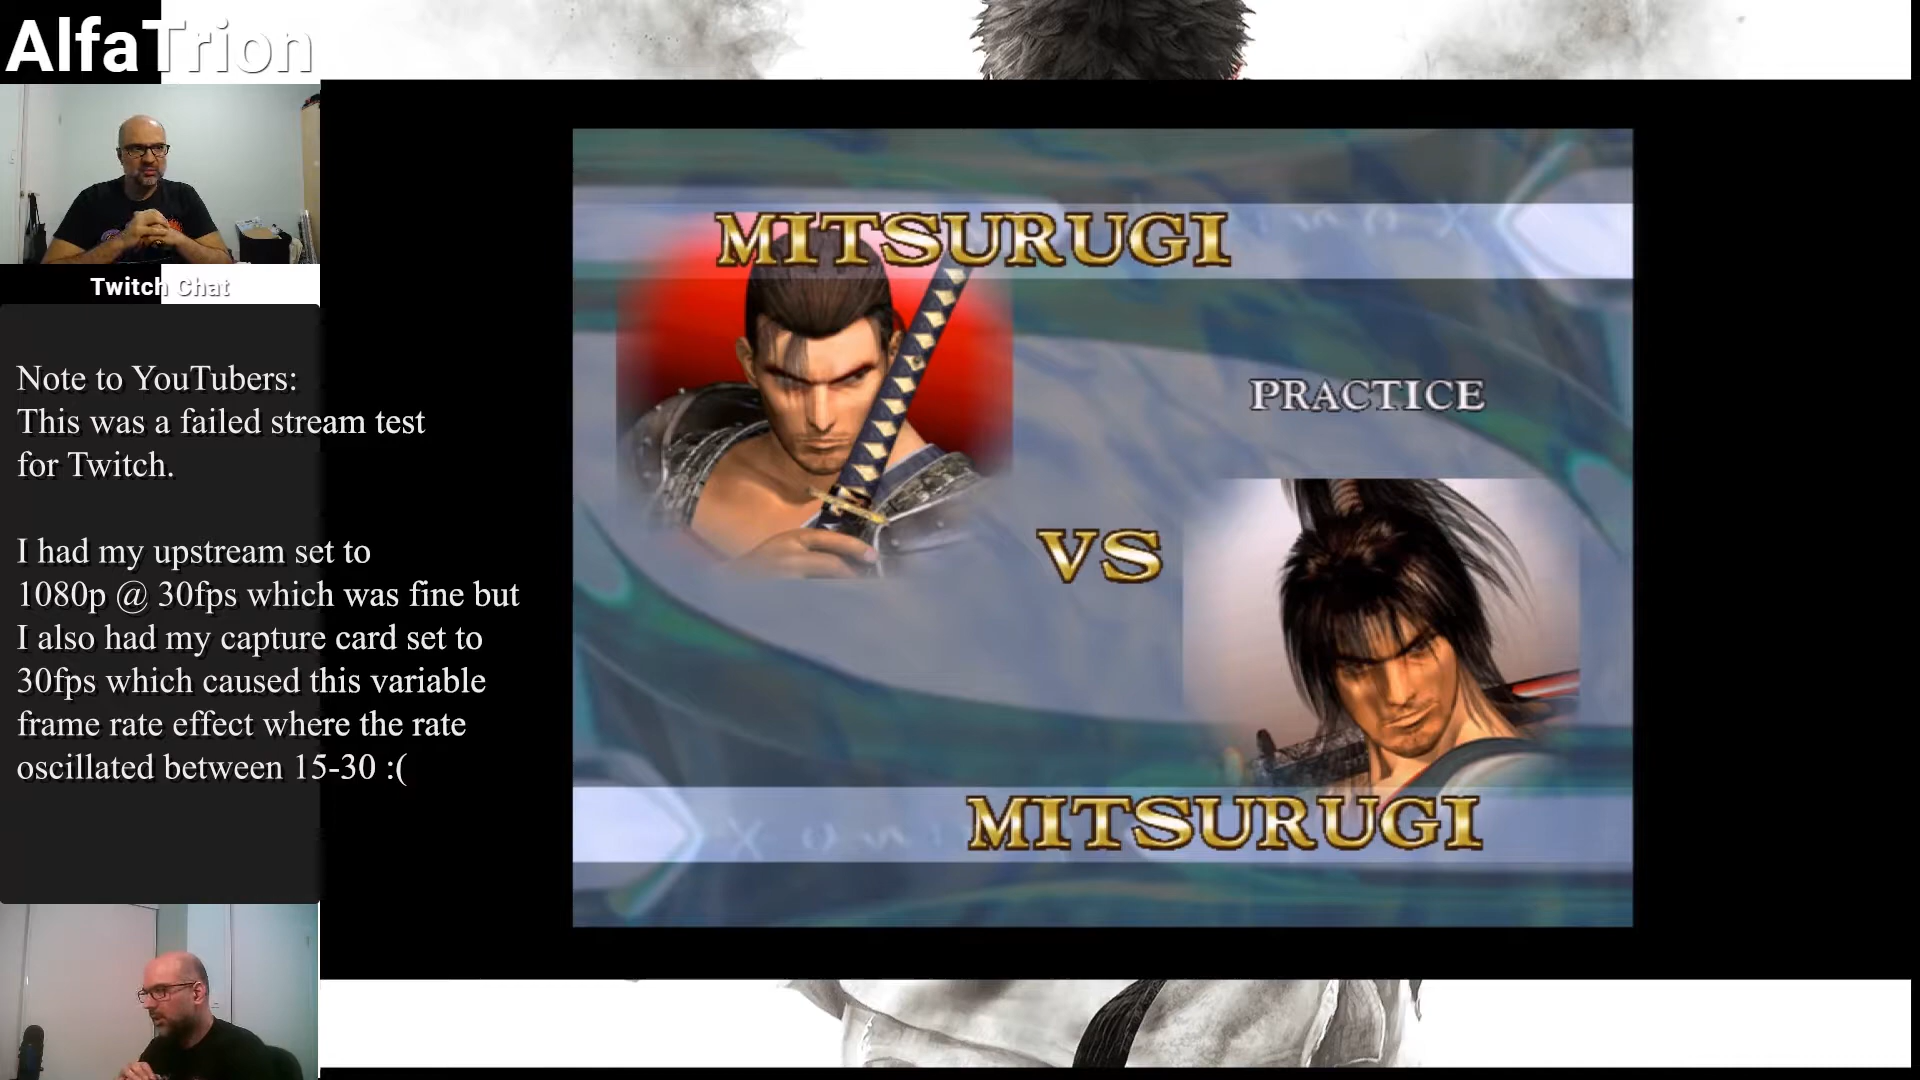 AlfaTrion
Twitch Chat
Note to YouTubers:
This was a failed stream test
for Twitch.
I had my upstream set to
1080p @ 30fps which was fine but
I also had my capture card set to
30fps which caused this variable
frame rate effect where the rate
oscillated between 15-30 :(
MITSURUGI
PRACTICE
VS
MITSURUGI